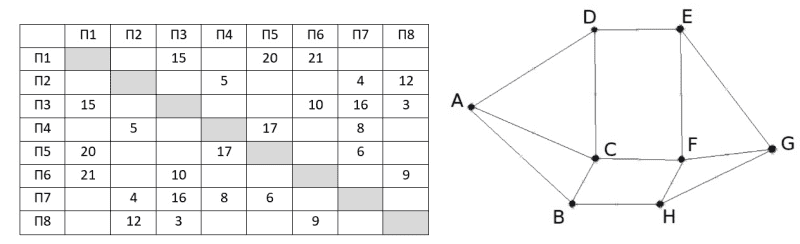 П1 П2 П3 П4 П5 П6 П7 П8
П1 15 20 21
П2 5 4 12
П3 15 10 16 3
П4 5 17 8
П5 20 17 6
П6 21 10 9
П7 4 16 8 6
П8 12 3 9
D E
A
C F G
B H